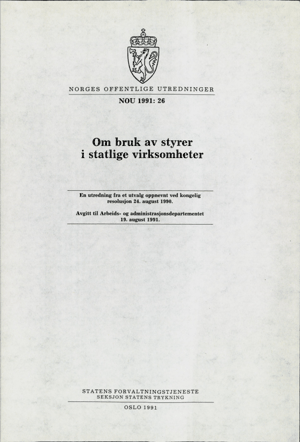 NORGES OFFENTLIGE UTREDNINGER
NOU 1991: 26
Om bruk av styrer
i statlige virksomheter
En utredning fra et utvalg oppnevnt ved kongelig
resolusjon 24. august 1990.
Avgitt til Arbeids- og administrasjonsdepartementet
19. august 1991.
STATENS FORVALTNINGSTJENESTE
SEKSJON STATENS TRYKNING
OSLO 1991